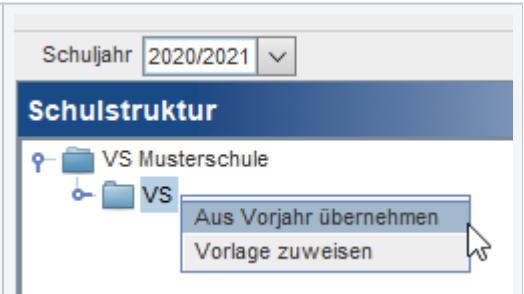 Schuljahr 2020/2021
Schulstruktur
VS Musterschule
VS
Aus Vorjahr übernehmen
Vorlage zuweisen